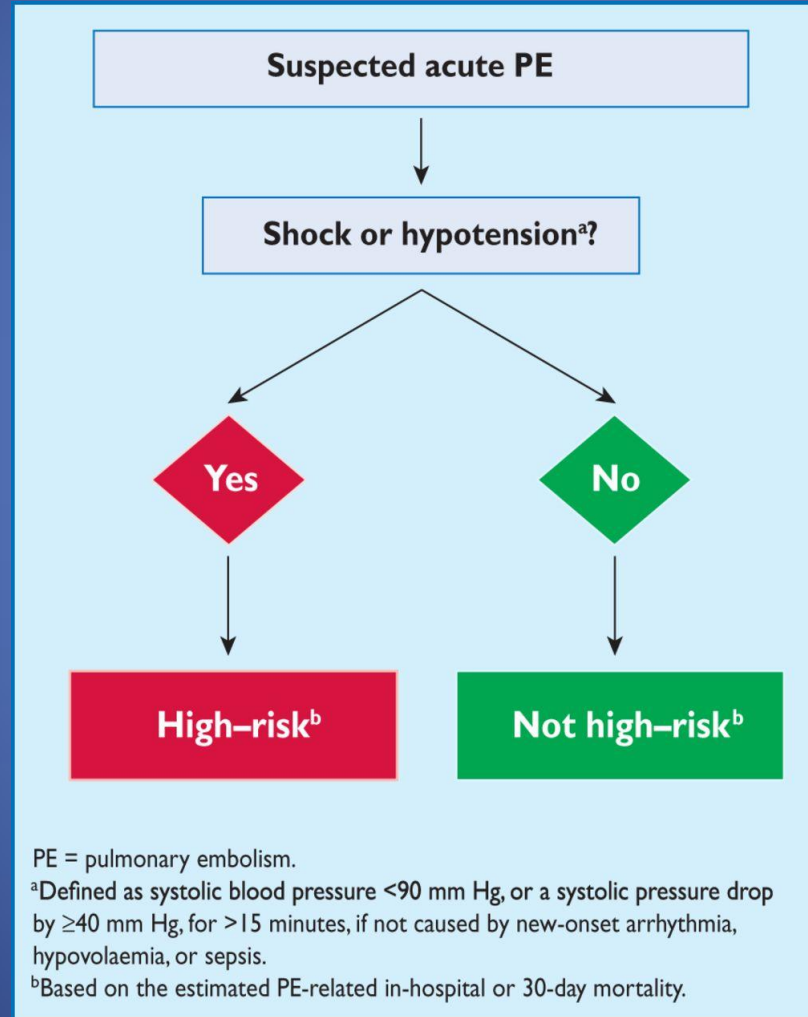 Suspected acute PE
Shock or hypotensionᵃ?
Yes
No
High–riskᵇ
Not high–riskᵇ
PE = pulmonary embolism.
ᵃDefined as systolic blood pressure <90 mm Hg, or a systolic pressure drop
by ≥40 mm Hg, for >15 minutes, if not caused by new-onset arrhythmia,
hypovolaemia, or sepsis.
ᵇBased on the estimated PE-related in-hospital or 30-day mortality.